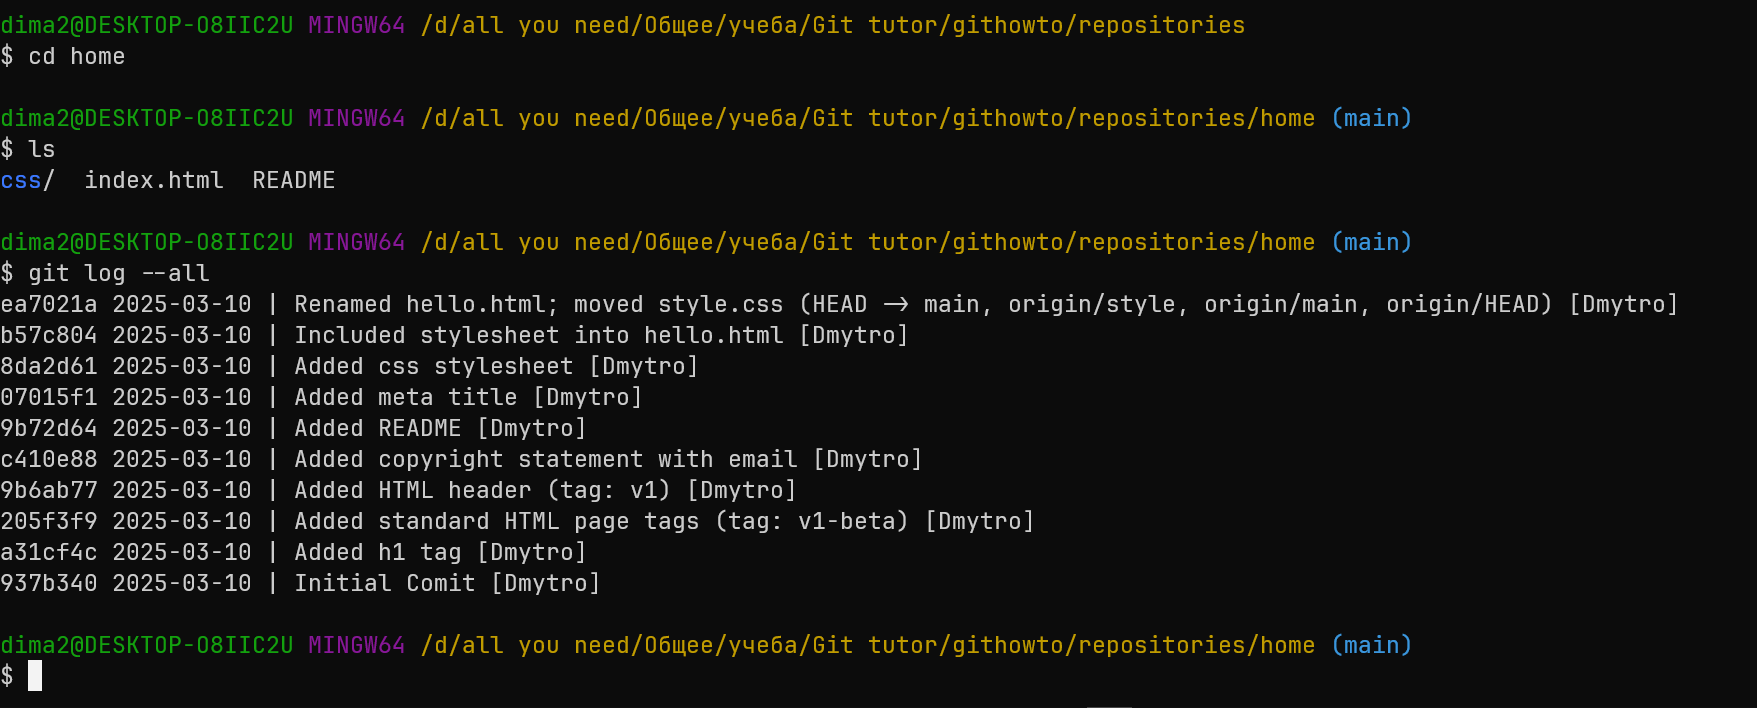 dima2@DESKTOP-O8IIC2U MINGW64 /d/all you need/Общее/учеба/Git tutor/githowto/repositories
$ cd home
dima2@DESKTOP-O8IIC2U MINGW64 /d/all you need/Общее/учеба/Git tutor/githowto/repositories/home (main)
$ ls
css/  index.html  README
dima2@DESKTOP-O8IIC2U MINGW64 /d/all you need/Общее/учеба/Git tutor/githowto/repositories/home (main)
$ git log --all
ea7021a 2025-03-10 | Renamed hello.html; moved style.css (HEAD -> main, origin/style, origin/main, origin/HEAD) [Dmytro]
b57c804 2025-03-10 | Included stylesheet into hello.html [Dmytro]
8da2d61 2025-03-10 | Added css stylesheet [Dmytro]
07015f1 2025-03-10 | Added meta title [Dmytro]
9b72d64 2025-03-10 | Added README [Dmytro]
c410e88 2025-03-10 | Added copyright statement with email [Dmytro]
9b6ab77 2025-03-10 | Added HTML header (tag: v1) [Dmytro]
205f3f9 2025-03-10 | Added standard HTML page tags (tag: v1-beta) [Dmytro]
a31cf4c 2025-03-10 | Added h1 tag [Dmytro]
937b340 2025-03-10 | Initial Comit [Dmytro]
dima2@DESKTOP-O8IIC2U MINGW64 /d/all you need/Общее/учеба/Git tutor/githowto/repositories/home (main)
$